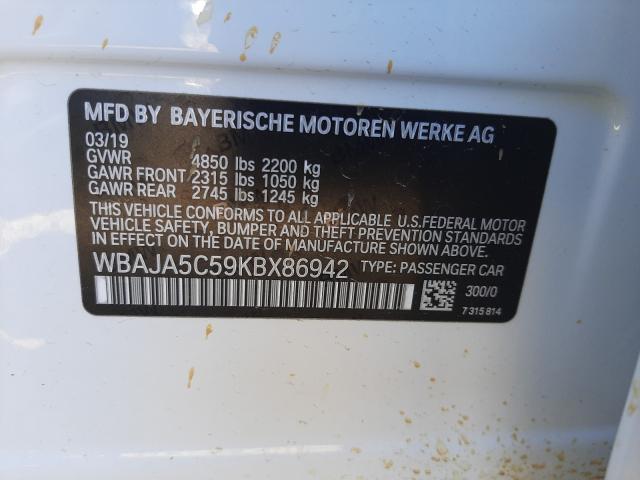 MFD BY BAYERISCHE MOTOREN WERKE AG
03/19
GVWR 4850 lbs 2200 kg
GAWR FRONT 2315 lbs 1050 kg
GAWR REAR 2745 lbs 1245 kg
THIS VEHICLE CONFORMS TO ALL APPLICABLE U.S.FEDERAL MOTOR
VEHICLE SAFETY, BUMPER AND THEFT PREVENTION STANDARDS
IN EFFECT ON THE DATE OF MANUFACTURE SHOWN ABOVE.
WBAJA5C59KBX86942 TYPE: PASSENGER CAR
300/0
7 315 814